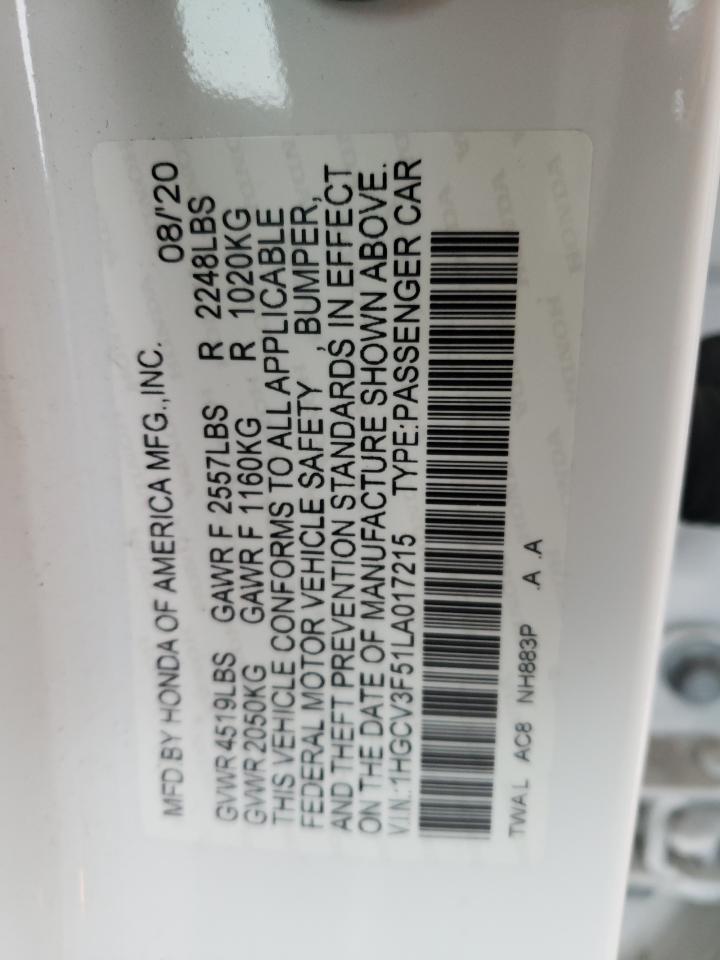 MFD BY HONDA OF AMERICA MFG.,INC. 08/'20
GVWR 4519LBS GAWR F 2557LBS R 2248LBS
GVWR 2050KG GAWR F 1160KG R 1020KG
THIS VEHICLE CONFORMS TO ALL APPLICABLE
FEDERAL MOTOR VEHICLE SAFETY , BUMPER,
AND THEFT PREVENTION STANDARDS IN EFFECT
ON THE DATE OF MANUFACTURE SHOWN ABOVE.
V.I.N.:1HGCV3F51LA017215 TYPE:PASSENGER CAR
TWAL AC8 NH883P .A .A